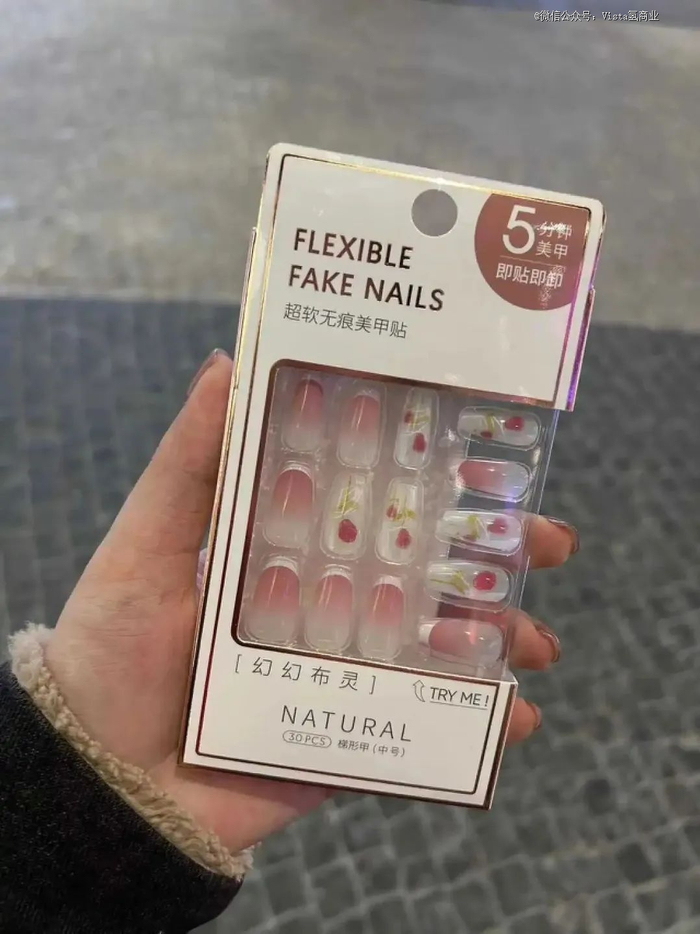 @微信公众号：Vista氢商业
5分钟
美甲
即贴即卸
FLEXIBLE
FAKE NAILS
超软无痕美甲贴
[幻幻布灵]
TRY ME!
NATURAL
30PCS 梯形甲(中号)